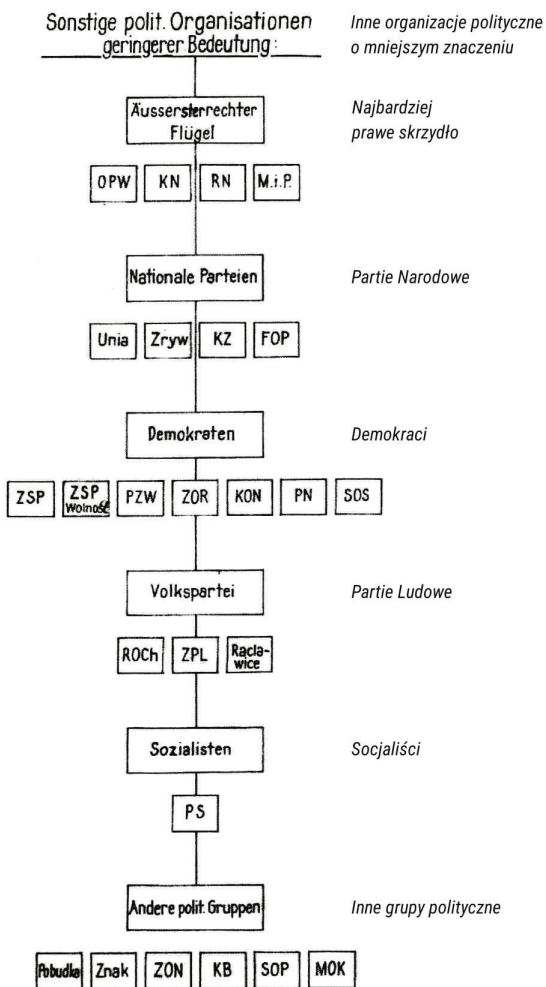 Sonstige polit. Organisationen
geringerer Bedeutung:
Inne organizacje polityczne
o mniejszym znaczeniu
Äussersterrechter
Flügel
Najbardziej
prawe skrzydło
OPW KN RN M.i.P.
Nationale Parteien
Partie Narodowe
Unia Zryw KZ FOP
Demokraten
Demokraci
ZSP ZSP Wolność PZW ZOR KON PN SOS
Volkspartei
Partie Ludowe
ROCh ZPL Racła-
wice
Sozialisten
Socjaliści
PS
Andere polit. Gruppen
Inne grupy polityczne
Pobudka Znak ZON KB SOP MOK